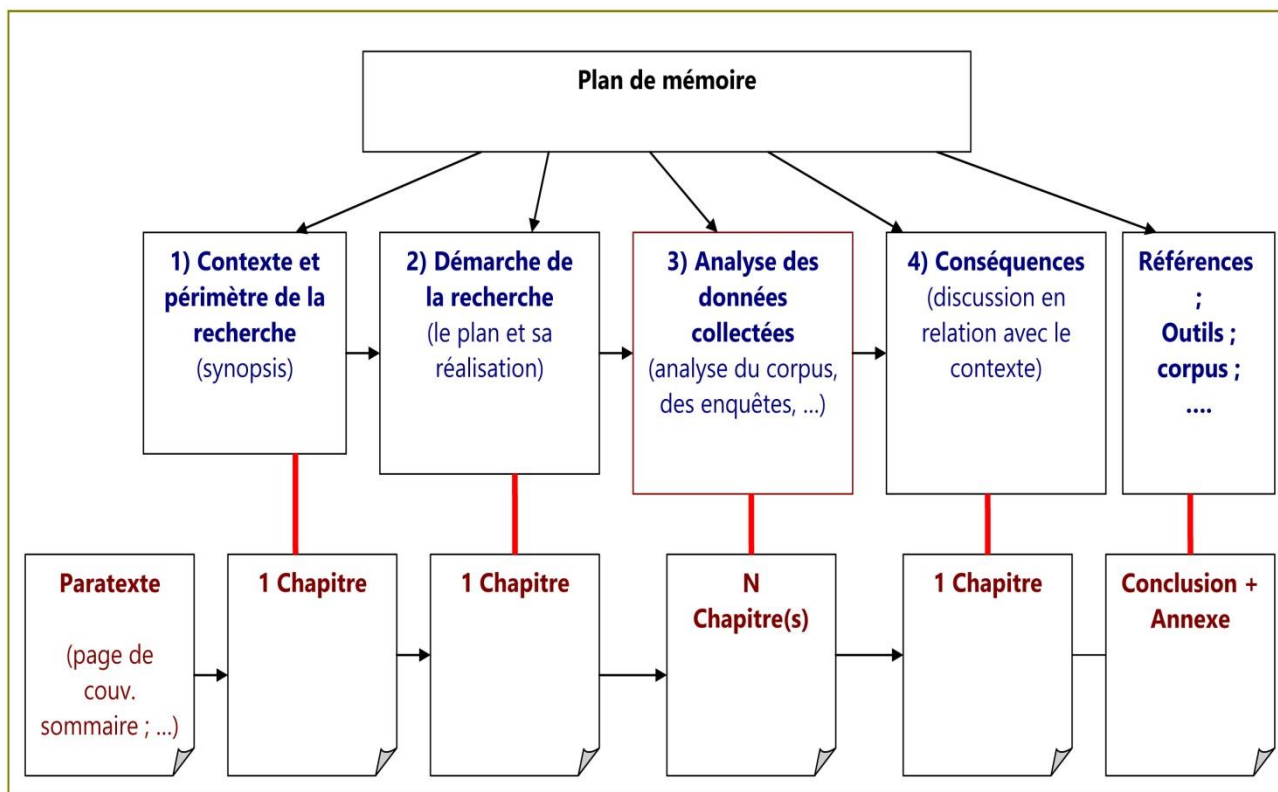 Plan de mémoire
1) Contexte et
périmètre de la
recherche
(synopsis)
2) Démarche de
la recherche
(le plan et sa
réalisation)
3) Analyse des
données
collectées
(analyse du corpus,
des enquêtes, ...)
4) Conséquences
(discussion en
relation avec le
contexte)
Références
;
Outils ;
corpus ;
....
Paratexte
(page de
couv.
sommaire ; ...)
1 Chapitre
1 Chapitre
N
Chapitre(s)
1 Chapitre
Conclusion +
Annexe